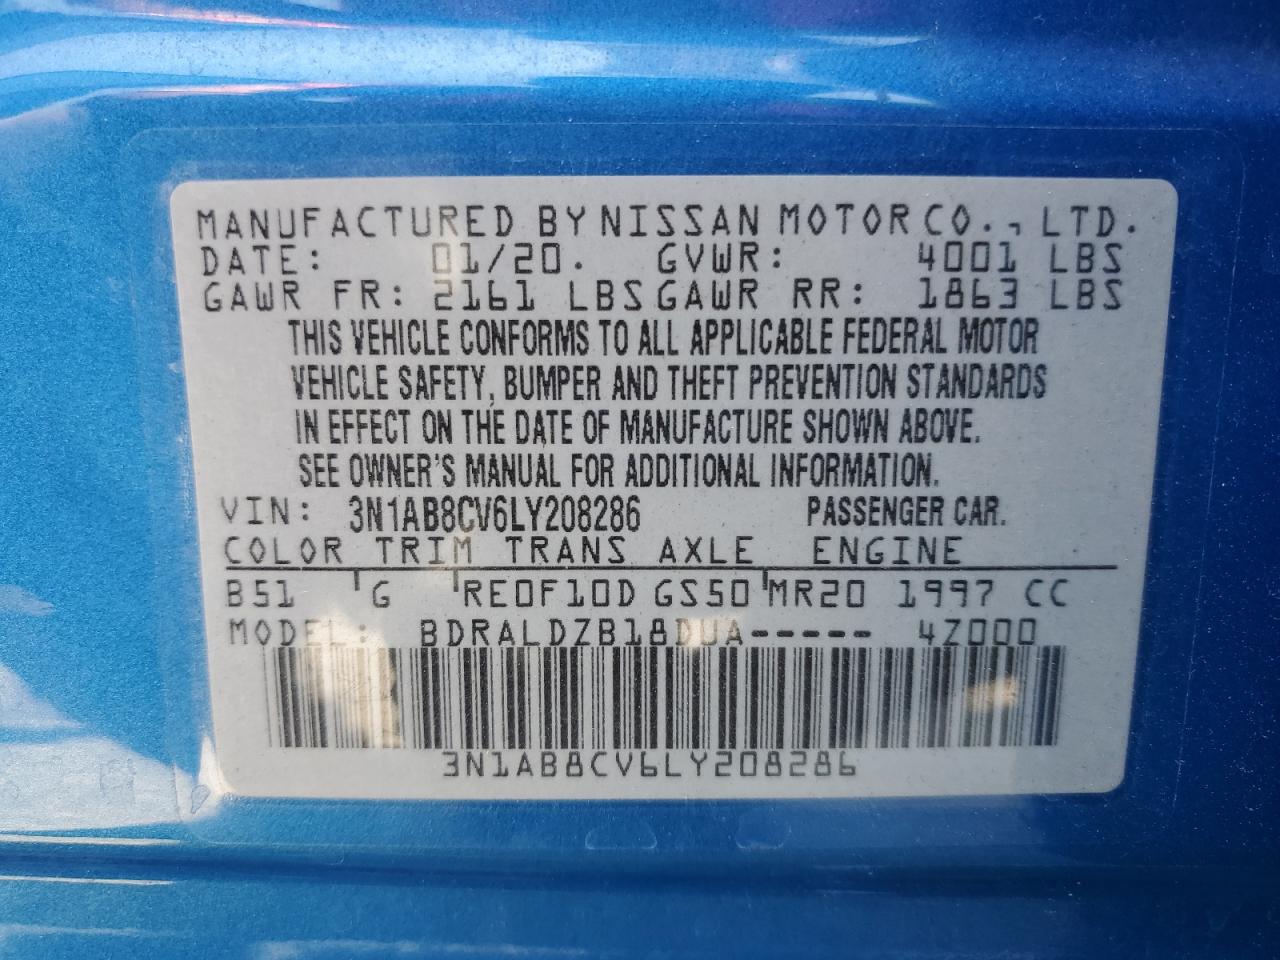 MANUFACTURED BY NISSAN MOTOR CO., LTD.
DATE: 01/20. GVWR: 4001 LBS
GAWR FR: 2161 LBS GAWR RR: 1863 LBS
THIS VEHICLE CONFORMS TO ALL APPLICABLE FEDERAL MOTOR
VEHICLE SAFETY, BUMPER AND THEFT PREVENTION STANDARDS
IN EFFECT ON THE DATE OF MANUFACTURE SHOWN ABOVE.
SEE OWNER'S MANUAL FOR ADDITIONAL INFORMATION.
VIN: 3N1AB8CV6LY208286 PASSENGER CAR.
COLOR TRIM TRANS AXLE ENGINE
B51 G RE0F10D GS50 MR20 1997 CC
MODEL: BDRALDZB18DUA----- 4Z000
3N1AB8CV6LY208286